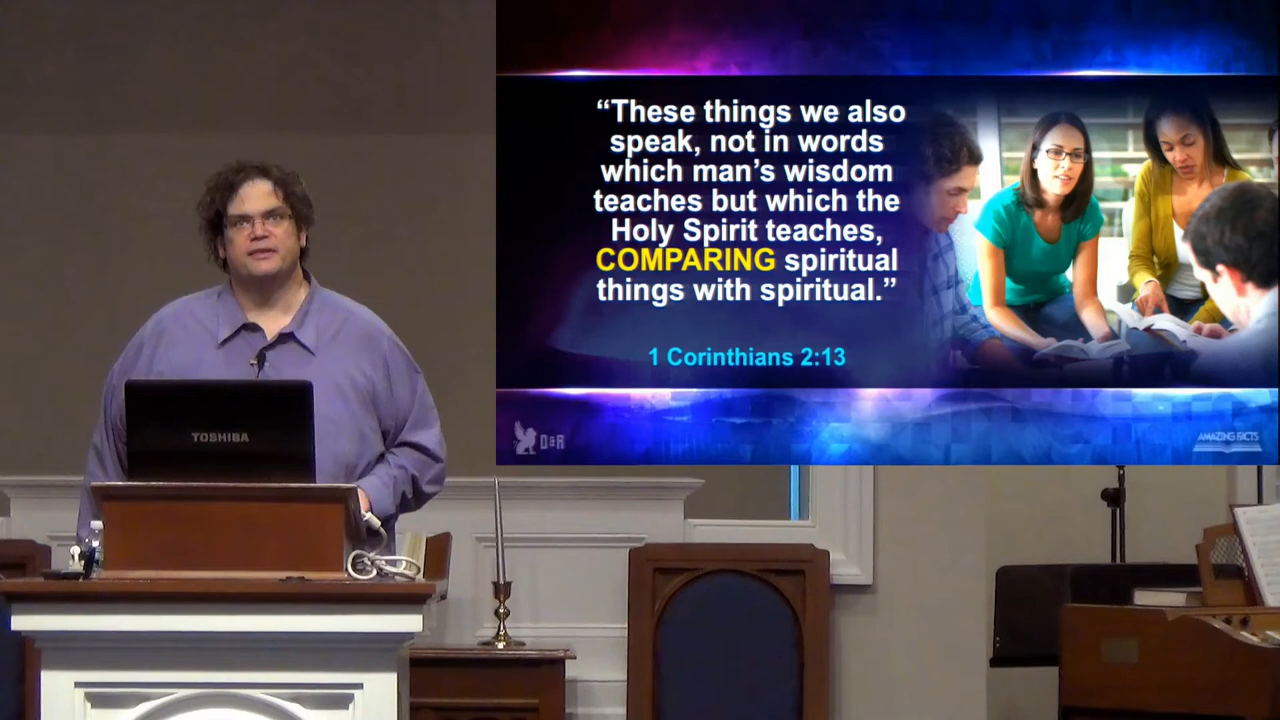 “These things we also
speak, not in words
which man’s wisdom
teaches but which the
Holy Spirit teaches,
COMPARING spiritual
things with spiritual.”
1 Corinthians 2:13
D&R
AMAZING FACTS
TOSHIBA